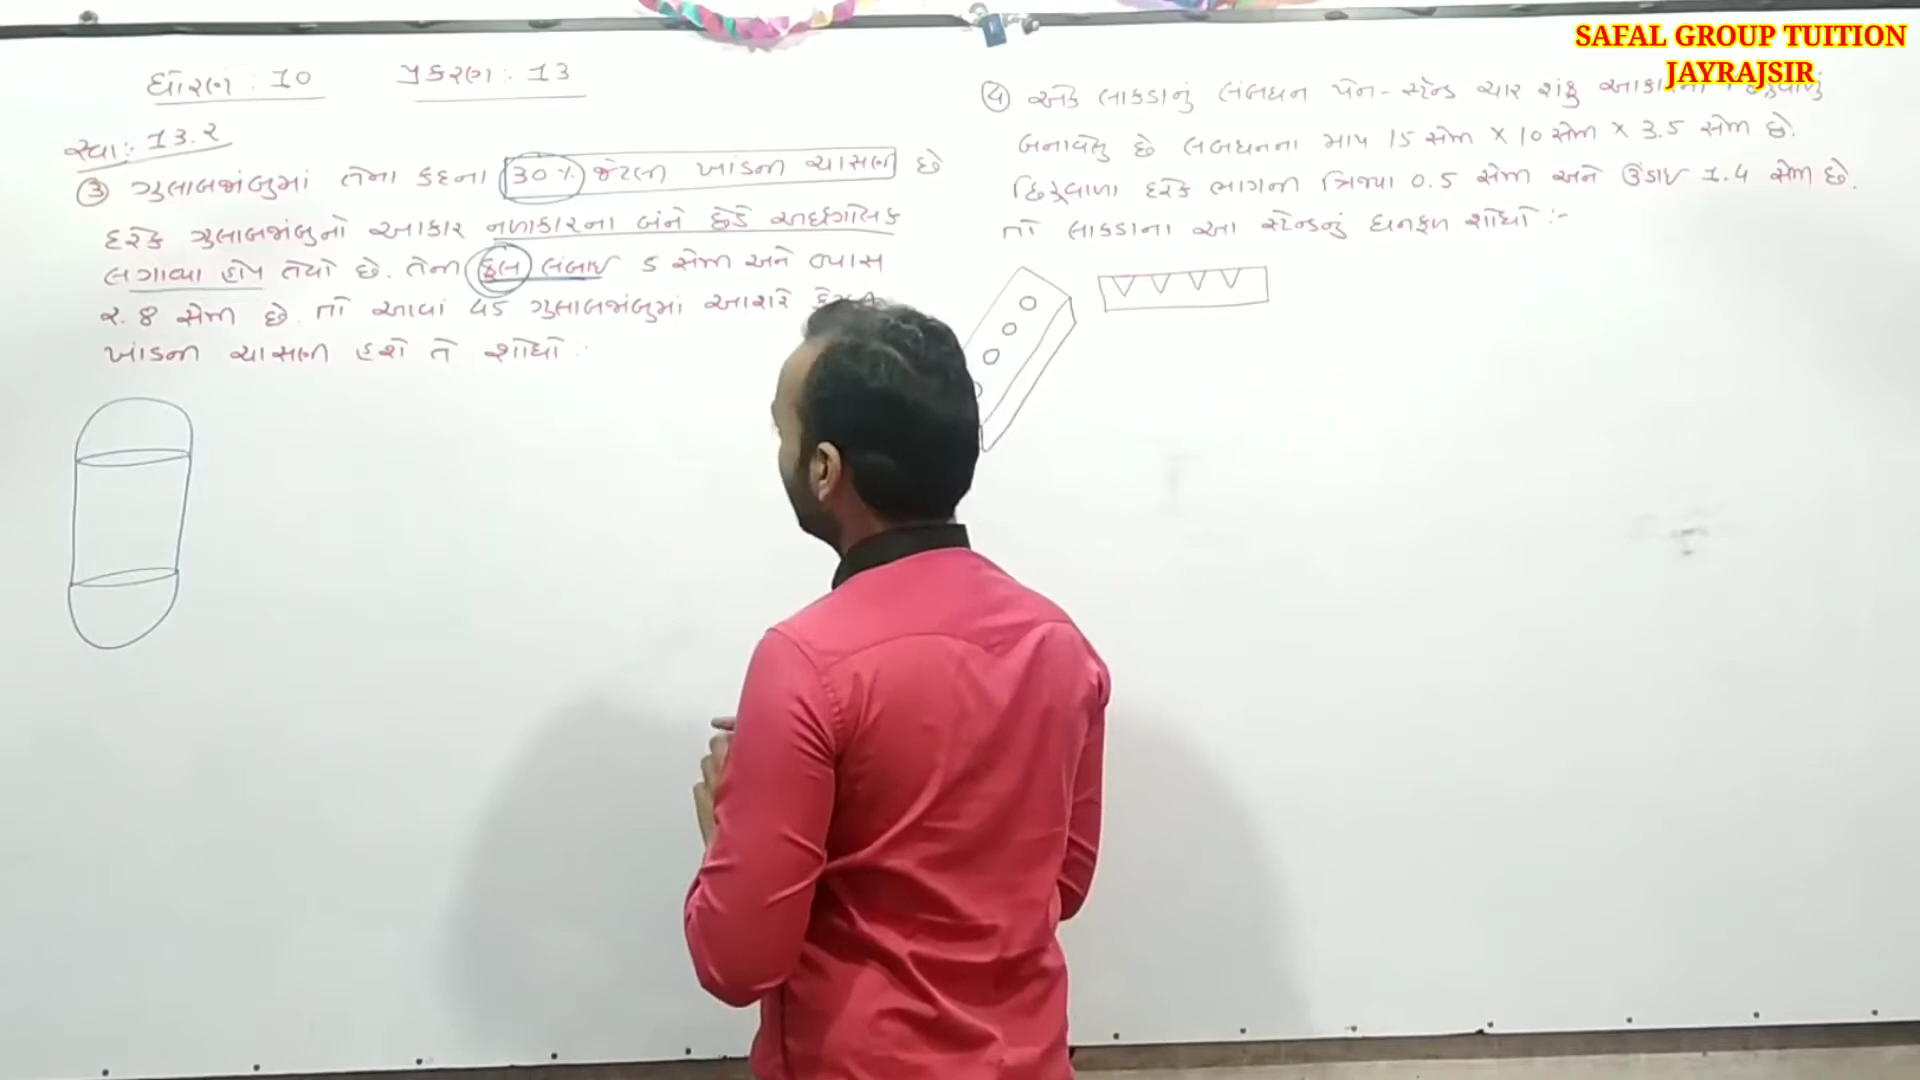 ધોરણ : 10 પ્રકરણ : 13
સ્વા : 13.2
③ ગુલાબજાંબુમાં તેના કદના 30% જેટલી ખાંડની ચાસણી છે
દરેક ગુલાબજાંબુનો આકાર નળાકારના બંને છેડે અર્ધગોલક
લગાવ્યા હોય તેવો છે. તેની કુલ લંબાઈ 5 સેમી અને વ્યાસ
2.8 સેમી છે. તો આવાં 45 ગુલાબજાંબુમાં આશરે
ખાંડની ચાસણી હશે તે શોધો :
SAFAL GROUP TUITION
JAYRAJSIR
④ એક લાકડાનું લંબઘન પેન-સ્ટેન્ડ ચાર શંકુ
બનાવેલું છે લંબઘનના માપ 15 સેમી X 10 સેમી X 3.5 સેમી છે.
છિદ્રવાળા દરેક ભાગની ત્રિજ્યા 0.5 સેમી અને ઊંડાઈ 1.4 સેમી છે.
તો લાકડાના આ સ્ટેન્ડનું ઘનફળ શોધો :-